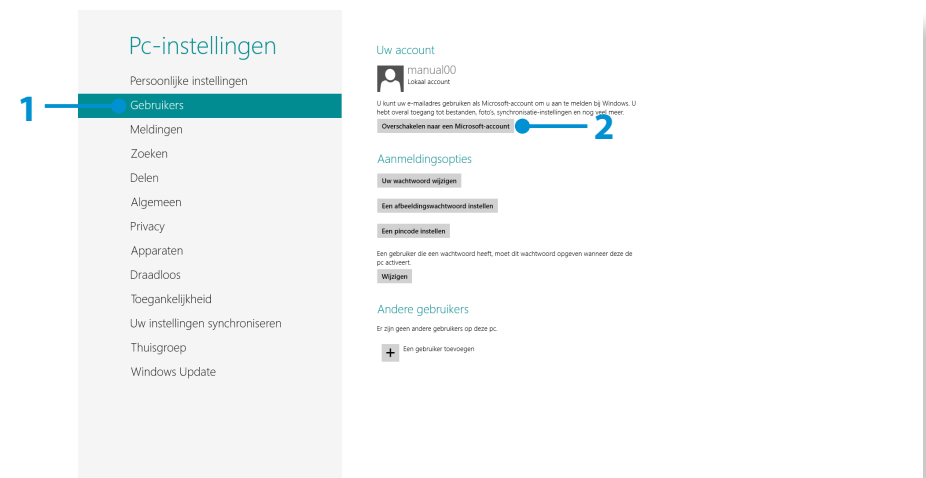 Pc-instellingen
Persoonlijke instellingen
1
Gebruikers
Meldingen
Zoeken
Delen
Algemeen
Privacy
Apparaten
Draadloos
Toegankelijkheid
Uw instellingen synchroniseren
Thuisgroep
Windows Update
Uw account
manual00
Lokaal account
U kunt uw e-mailadres gebruiken als Microsoft-account om u aan te melden bij Windows. U
hebt overal toegang tot bestanden, foto's, synchronisatie-instellingen en nog veel meer.
Overschakelen naar een Microsoft-account
2
Aanmeldingsopties
Uw wachtwoord wijzigen
Een afbeeldingswachtwoord instellen
Een pincode instellen
Een gebruiker die een wachtwoord heeft, moet dit wachtwoord opgeven wanneer deze de
pc activeert.
Wijzigen
Andere gebruikers
Er zijn geen andere gebruikers op deze pc.
+ Een gebruiker toevoegen